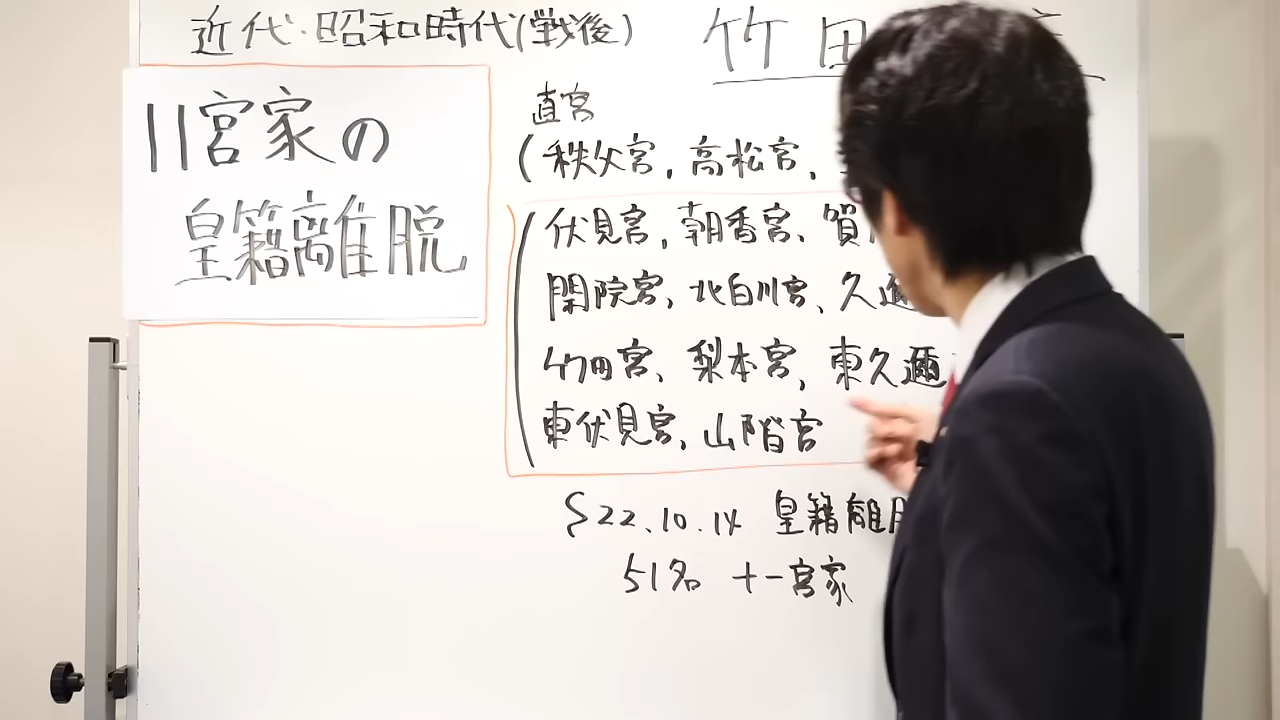 近代・昭和時代(戦後)
竹田
11宮家の
皇籍離脱
直宮
(秩父宮, 高松宮,
伏見宮, 朝香宮、賀
閑院宮, 北白川宮、久邇
竹田宮、梨本宮, 東久邇
東伏見宮, 山階宮
S22.10.14 皇籍離脱
51名 十一宮家